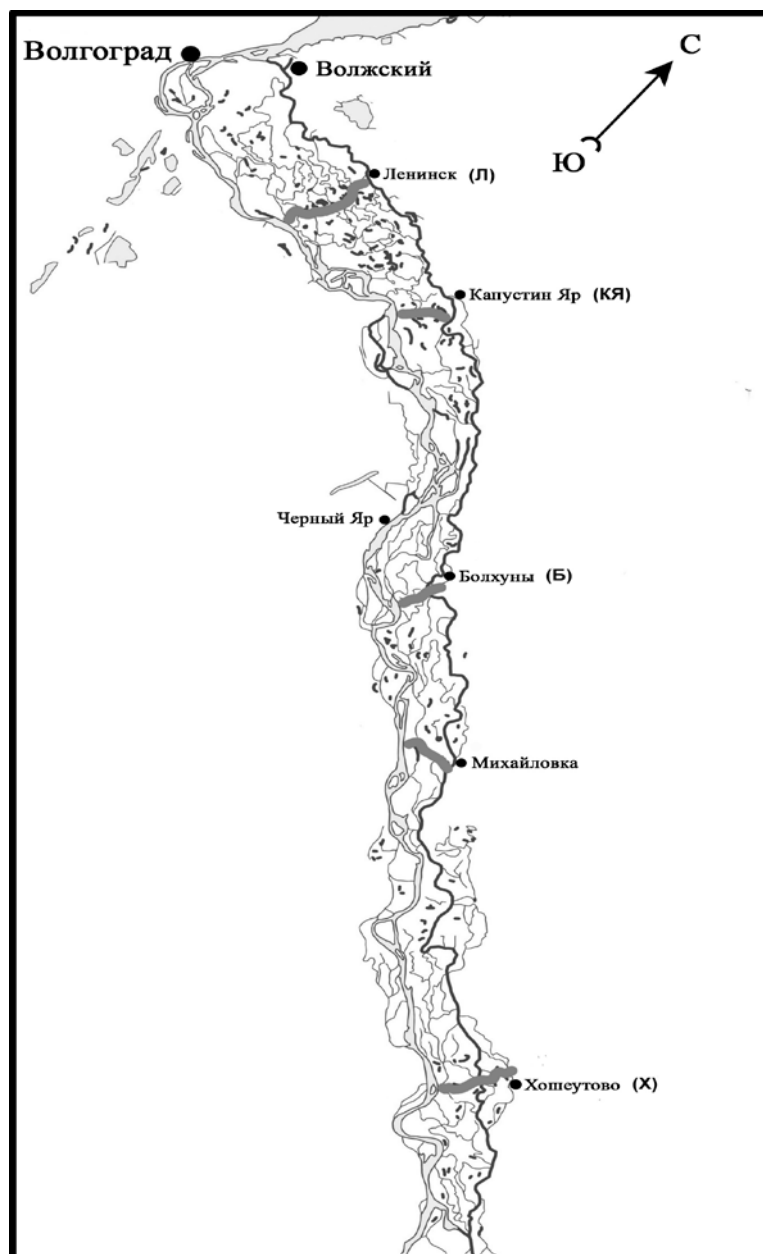 Волгоград
Волжский
С
Ю
Ленинск (Л)
Капустин Яр (КЯ)
Черный Яр
Болхуны (Б)
Михайловка
Хошеутово (Х)